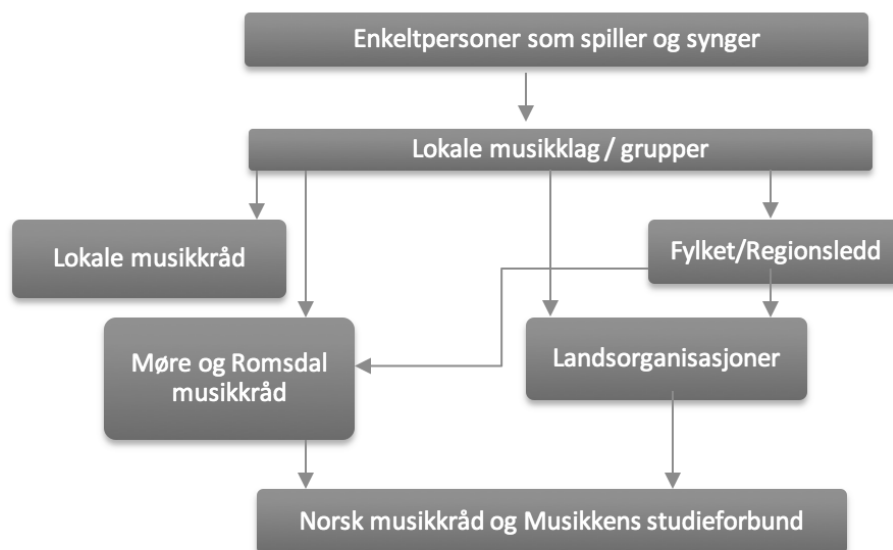 Enkeltpersoner som spiller og synger
Lokale musikklag / grupper
Lokale musikkråd
Fylket/Regionsledd
Møre og Romsdal
musikkråd
Landsorganisasjoner
Norsk musikkråd og Musikkens studieforbund